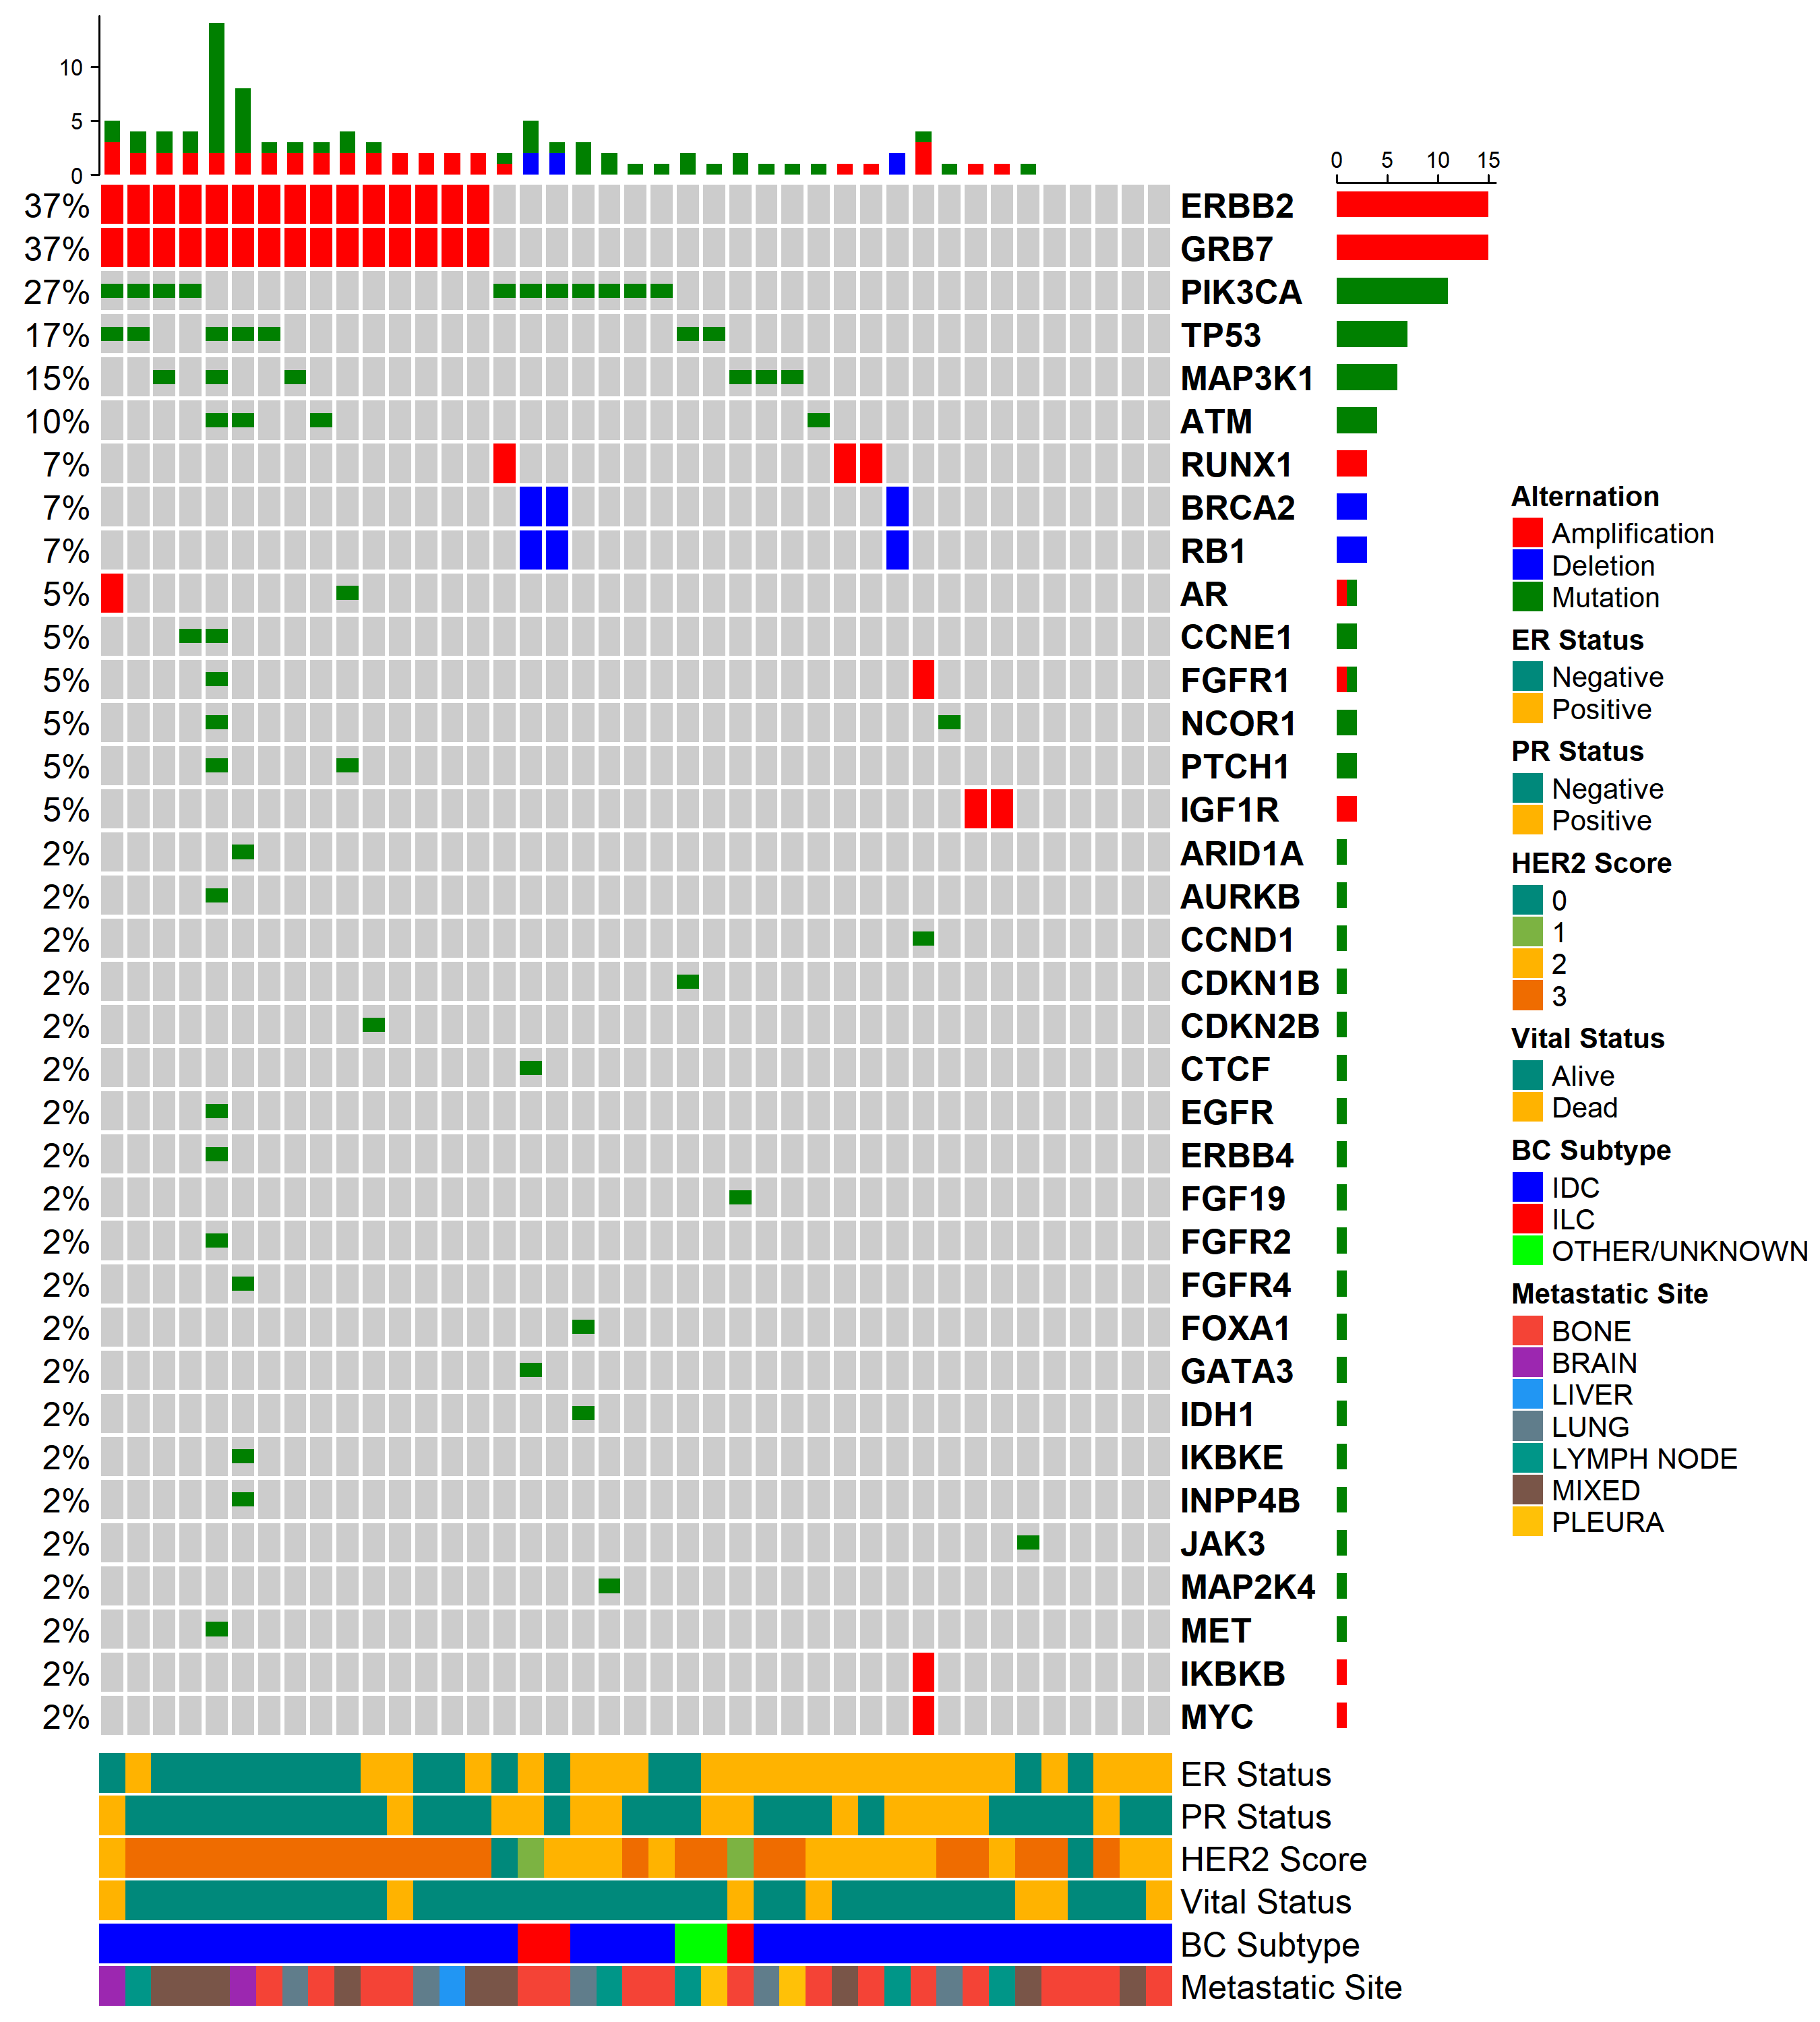 10
5
0
0 5 10 15
37% ERBB2
37% GRB7
27% PIK3CA
17% TP53
15% MAP3K1
10% ATM
7% RUNX1
7% BRCA2
7% RB1
5% AR
5% CCNE1
5% FGFR1
5% NCOR1
5% PTCH1
5% IGF1R
2% ARID1A
2% AURKB
2% CCND1
2% CDKN1B
2% CDKN2B
2% CTCF
2% EGFR
2% ERBB4
2% FGF19
2% FGFR2
2% FGFR4
2% FOXA1
2% GATA3
2% IDH1
2% IKBKE
2% INPP4B
2% JAK3
2% MAP2K4
2% MET
2% IKBKB
2% MYC
ER Status
PR Status
HER2 Score
Vital Status
BC Subtype
Metastatic Site
Alternation
Amplification
Deletion
Mutation
ER Status
Negative
Positive
PR Status
Negative
Positive
HER2 Score
0
1
2
3
Vital Status
Alive
Dead
BC Subtype
IDC
ILC
OTHER/UNKNOWN
Metastatic Site
BONE
BRAIN
LIVER
LUNG
LYMPH NODE
MIXED
PLEURA